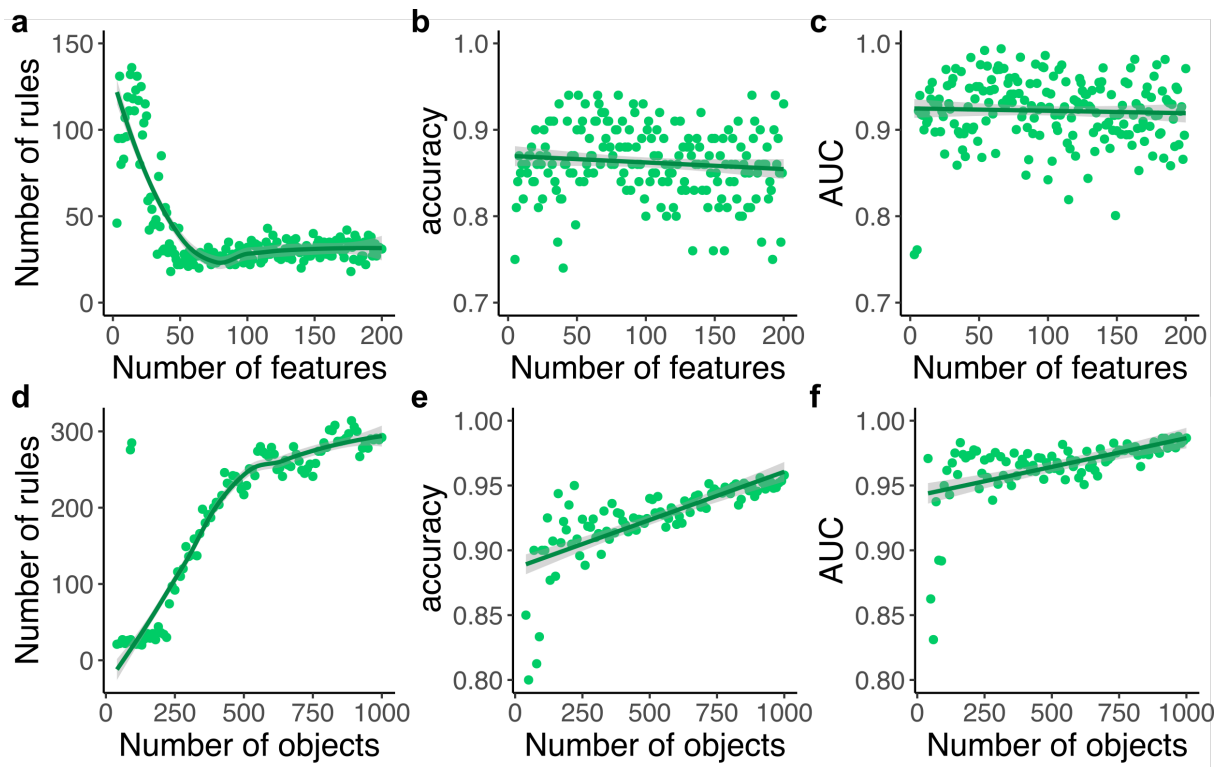 a
150
100
50
0
Number of rules
0 50 100 150 200
Number of features
b
1.0
0.9
0.8
0.7
accuracy
0 50 100 150 200
Number of features
c
1.0
0.9
0.8
0.7
AUC
0 50 100 150 200
Number of features
d
300
200
100
0
Number of rules
0 250 500 750 1000
Number of objects
e
1.00
0.95
0.90
0.85
0.80
accuracy
0 250 500 750 1000
Number of objects
f
1.00
0.95
0.90
0.85
0.80
AUC
0 250 500 750 1000
Number of objects